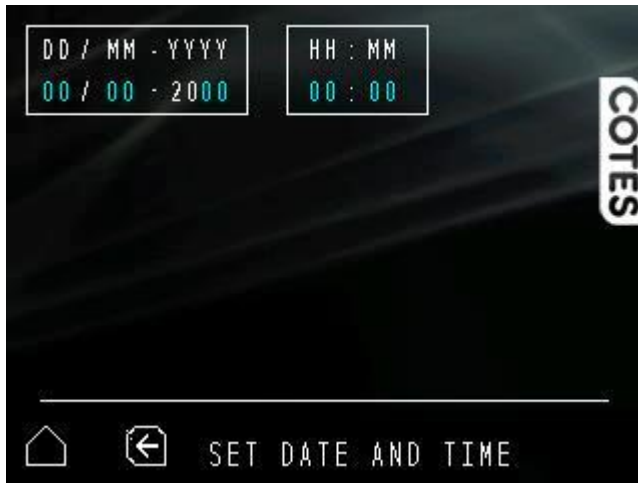 DD / MM - YYYY
00 / 00 - 2000
HH : MM
00 : 00
COTES
SET DATE AND TIME